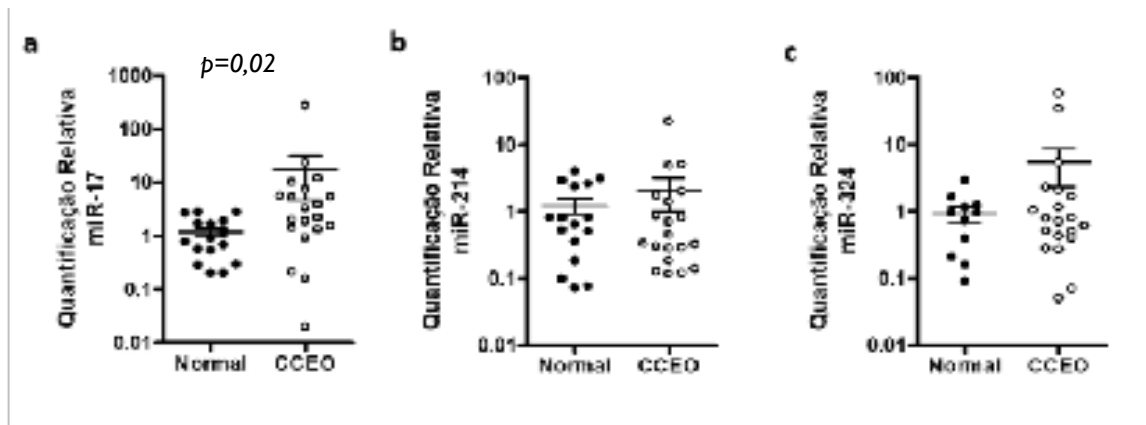 a
p=0,02
Quantificação Relativa
miR-17
1000
100
10
1
0.1
0.01
Normal CCEO
b
Quantificação Relativa
miR-214
100
10
1
0.1
0.01
Normal CCEO
c
Quantificação Relativa
miR-324
100
10
1
0.1
0.01
Normal CCEO